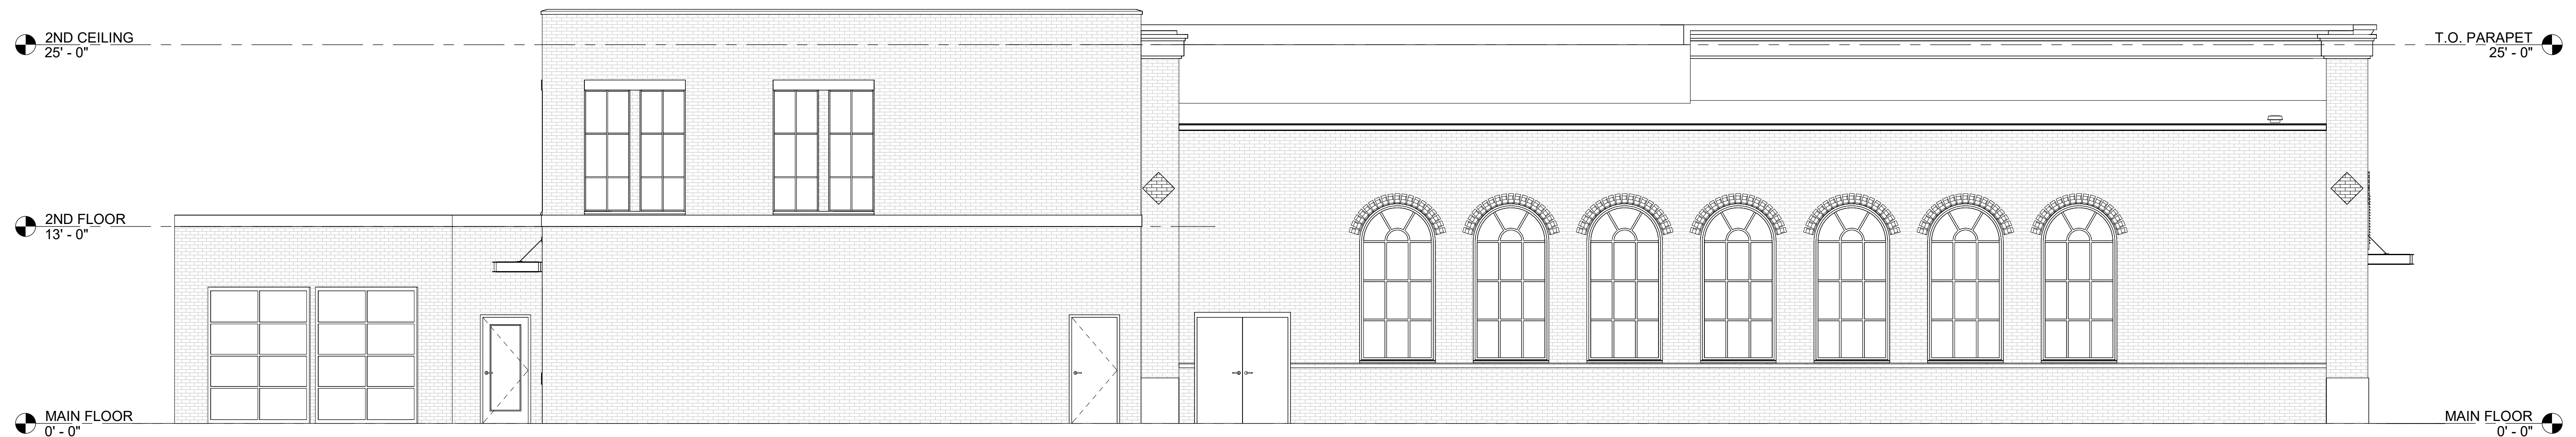 2ND CEILING
25' - 0"
T.O. PARAPET
25' - 0"
2ND FLOOR
13' - 0"
MAIN FLOOR
0' - 0"
MAIN FLOOR
0' - 0"